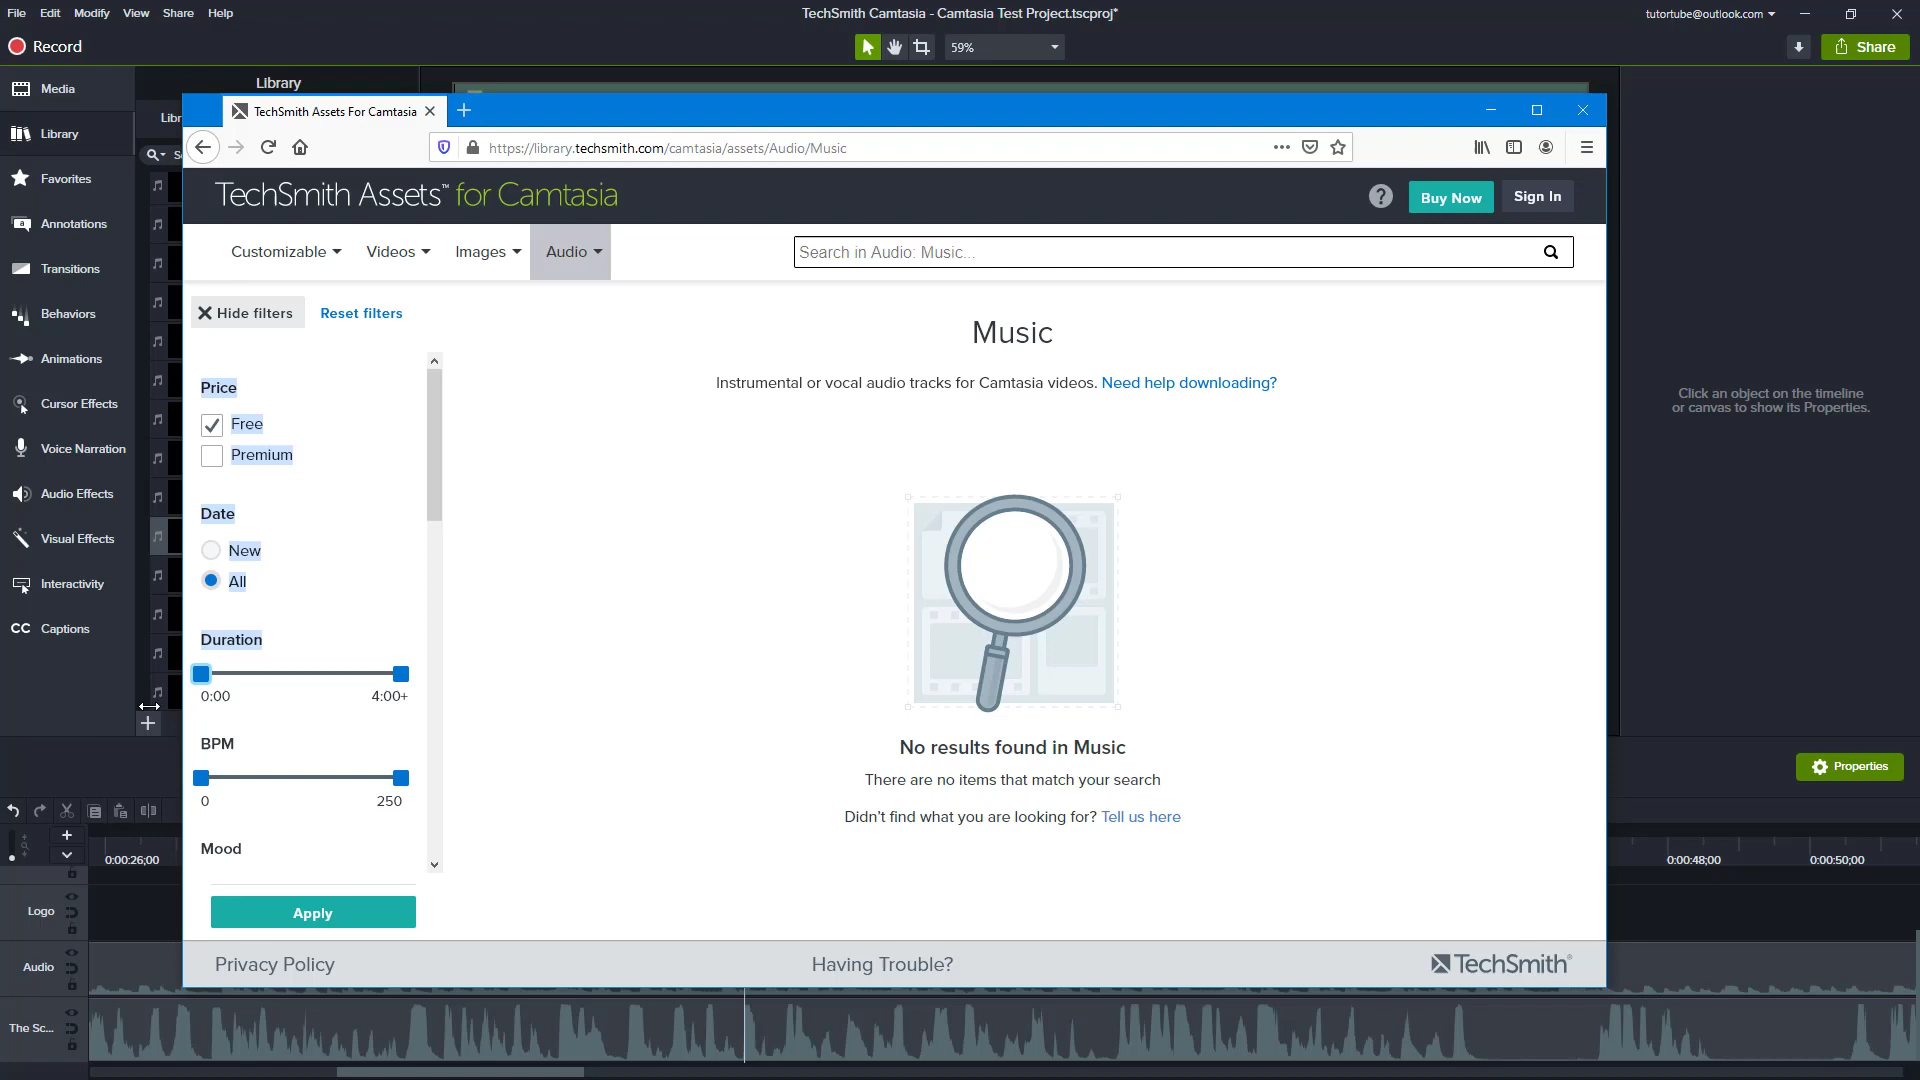 File Edit Modify View Share Help
TechSmith Camtasia - Camtasia Test Project.tscproj*
tutortube@outlook.com
Record
59%
Share
Media
Library
Favorites
Annotations
Transitions
Behaviors
Animations
Cursor Effects
Voice Narration
Audio Effects
Visual Effects
Interactivity
CC Captions
Library
Libr
S
TechSmith Assets For Camtasia
https://library.techsmith.com/camtasia/assets/Audio/Music
TechSmith Assets™ for Camtasia
? Buy Now Sign In
Customizable Videos Images Audio
Search in Audio: Music...
Hide filters Reset filters
Price
Free
Premium
Date
New
All
Duration
0:00 4:00+
BPM
0 250
Mood
Apply
Music
Instrumental or vocal audio tracks for Camtasia videos. Need help downloading?
No results found in Music
There are no items that match your search
Didn't find what you are looking for? Tell us here
Privacy Policy Having Trouble? TechSmith®
Click an object on the timeline
or canvas to show its Properties.
Properties
0:00:26;00 0:00:48;00 0:00:50;00
Logo
Audio
The Sc...